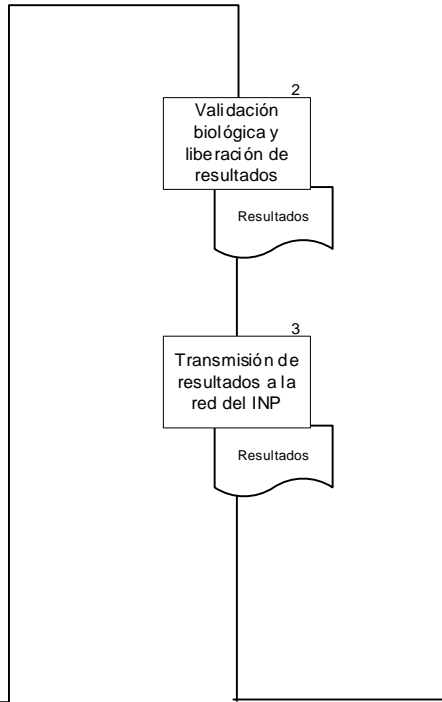 2
Validación
biológica y
liberación de
resultados
Resultados
3
Transmisión de
resultados a la
red del INP
Resultados